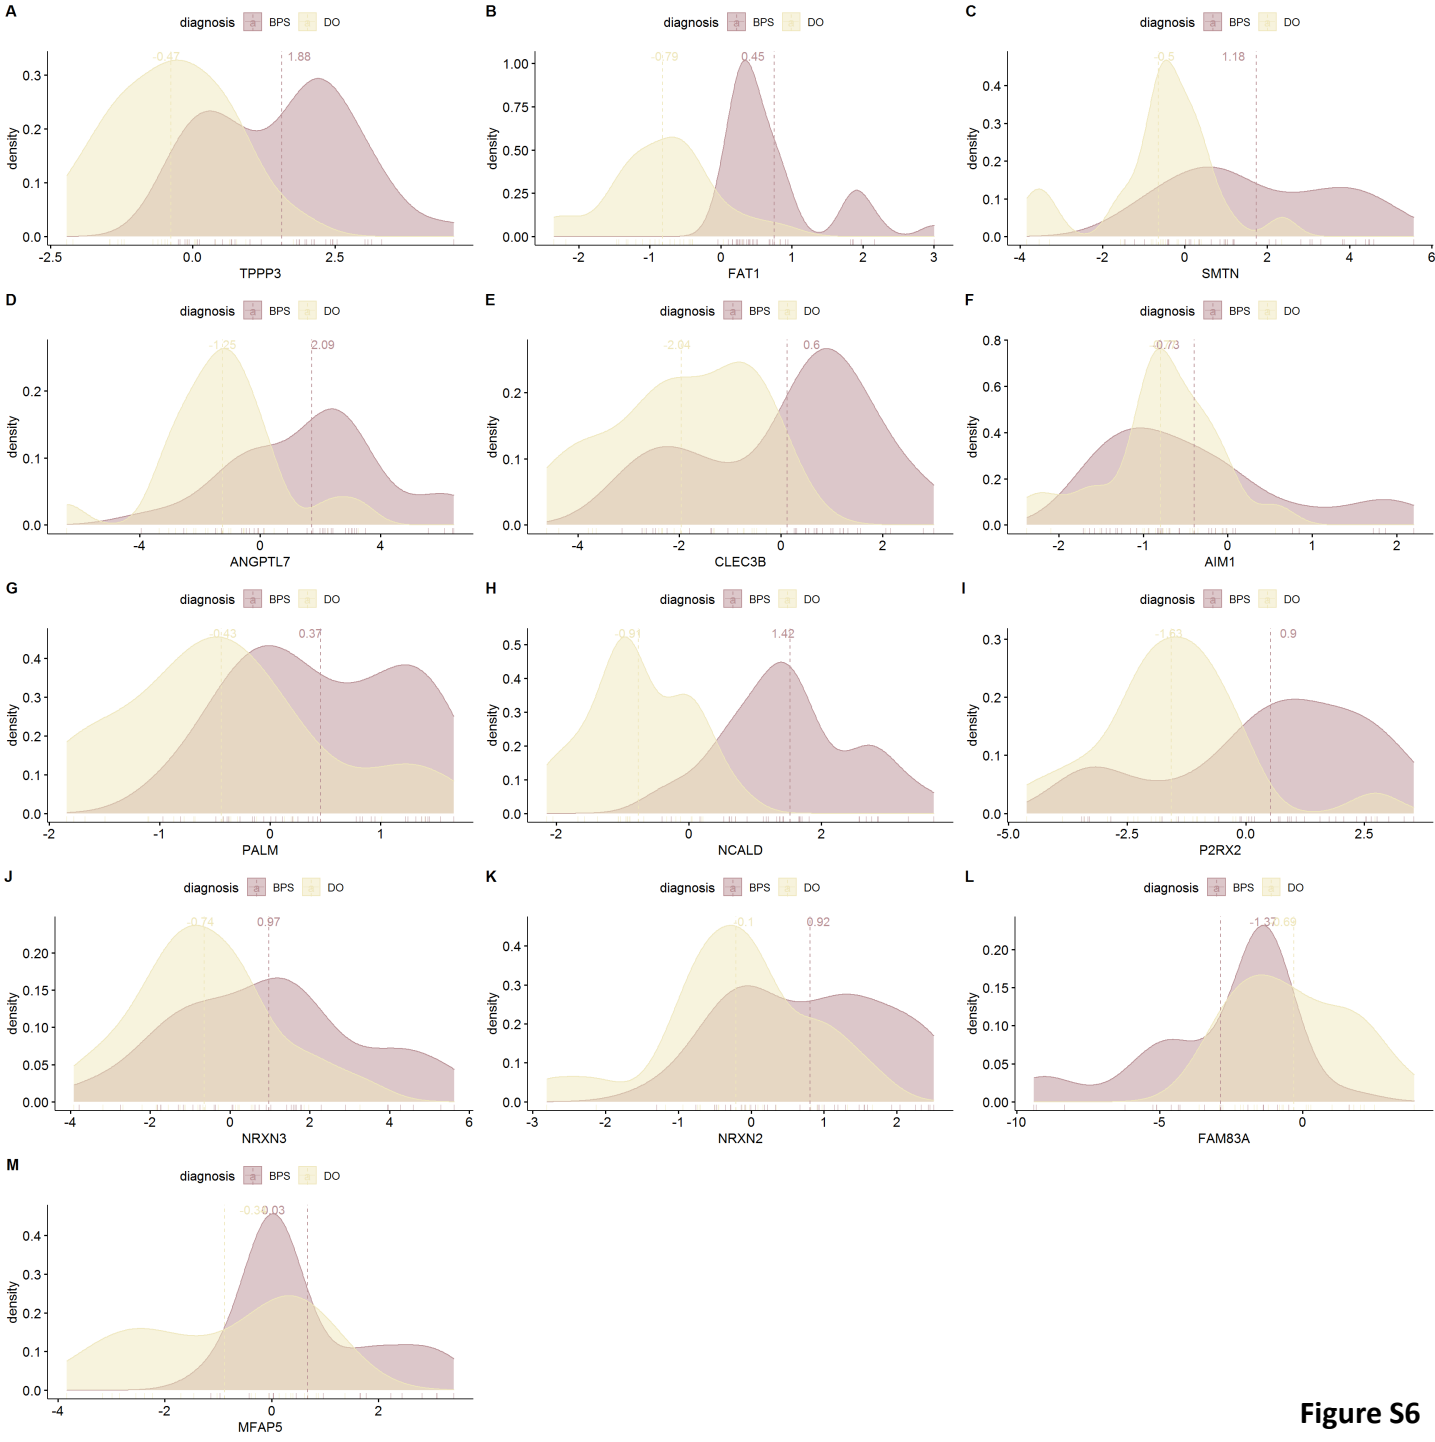 A
diagnosis a BPS a DO
-0.47 1.88
density
0.3
0.2
0.1
0.0
-2.5 0.0 2.5
TPPP3
B
diagnosis a BPS a DO
-0.79 0.45
density
1.00
0.75
0.50
0.25
0.00
-2 -1 0 1 2 3
FAT1
C
diagnosis a BPS a DO
-0.5 1.18
density
0.4
0.3
0.2
0.1
0.0
-4 -2 0 2 4 6
SMTN
D
diagnosis a BPS a DO
-1.25 2.09
density
0.2
0.1
0.0
-4 0 4
ANGPTL7
E
diagnosis a BPS a DO
-2.04 0.6
density
0.2
0.1
0.0
-4 -2 0 2
CLEC3B
F
diagnosis a BPS a DO
-0.73
density
0.8
0.6
0.4
0.2
0.0
-2 -1 0 1 2
AIM1
G
diagnosis a BPS a DO
-0.43 0.37
density
0.4
0.3
0.2
0.1
0.0
-2 -1 0 1
PALM
H
diagnosis a BPS a DO
-0.91 1.42
density
0.5
0.4
0.3
0.2
0.1
0.0
-2 0 2
NCALD
I
diagnosis a BPS a DO
-1.63 0.9
density
0.3
0.2
0.1
0.0
-5.0 -2.5 0.0 2.5
P2RX2
J
diagnosis a BPS a DO
-0.74 0.97
density
0.20
0.15
0.10
0.05
0.00
-4 -2 0 2 4 6
NRXN3
K
diagnosis a BPS a DO
-0.1 0.92
density
0.4
0.3
0.2
0.1
0.0
-3 -2 -1 0 1 2
NRXN2
L
diagnosis a BPS a DO
-1.37
density
0.20
0.15
0.10
0.05
0.00
-10 -5 0
FAM83A
M
diagnosis a BPS a DO
0.03
density
0.4
0.3
0.2
0.1
0.0
-4 -2 0 2
MFAP5
Figure S6